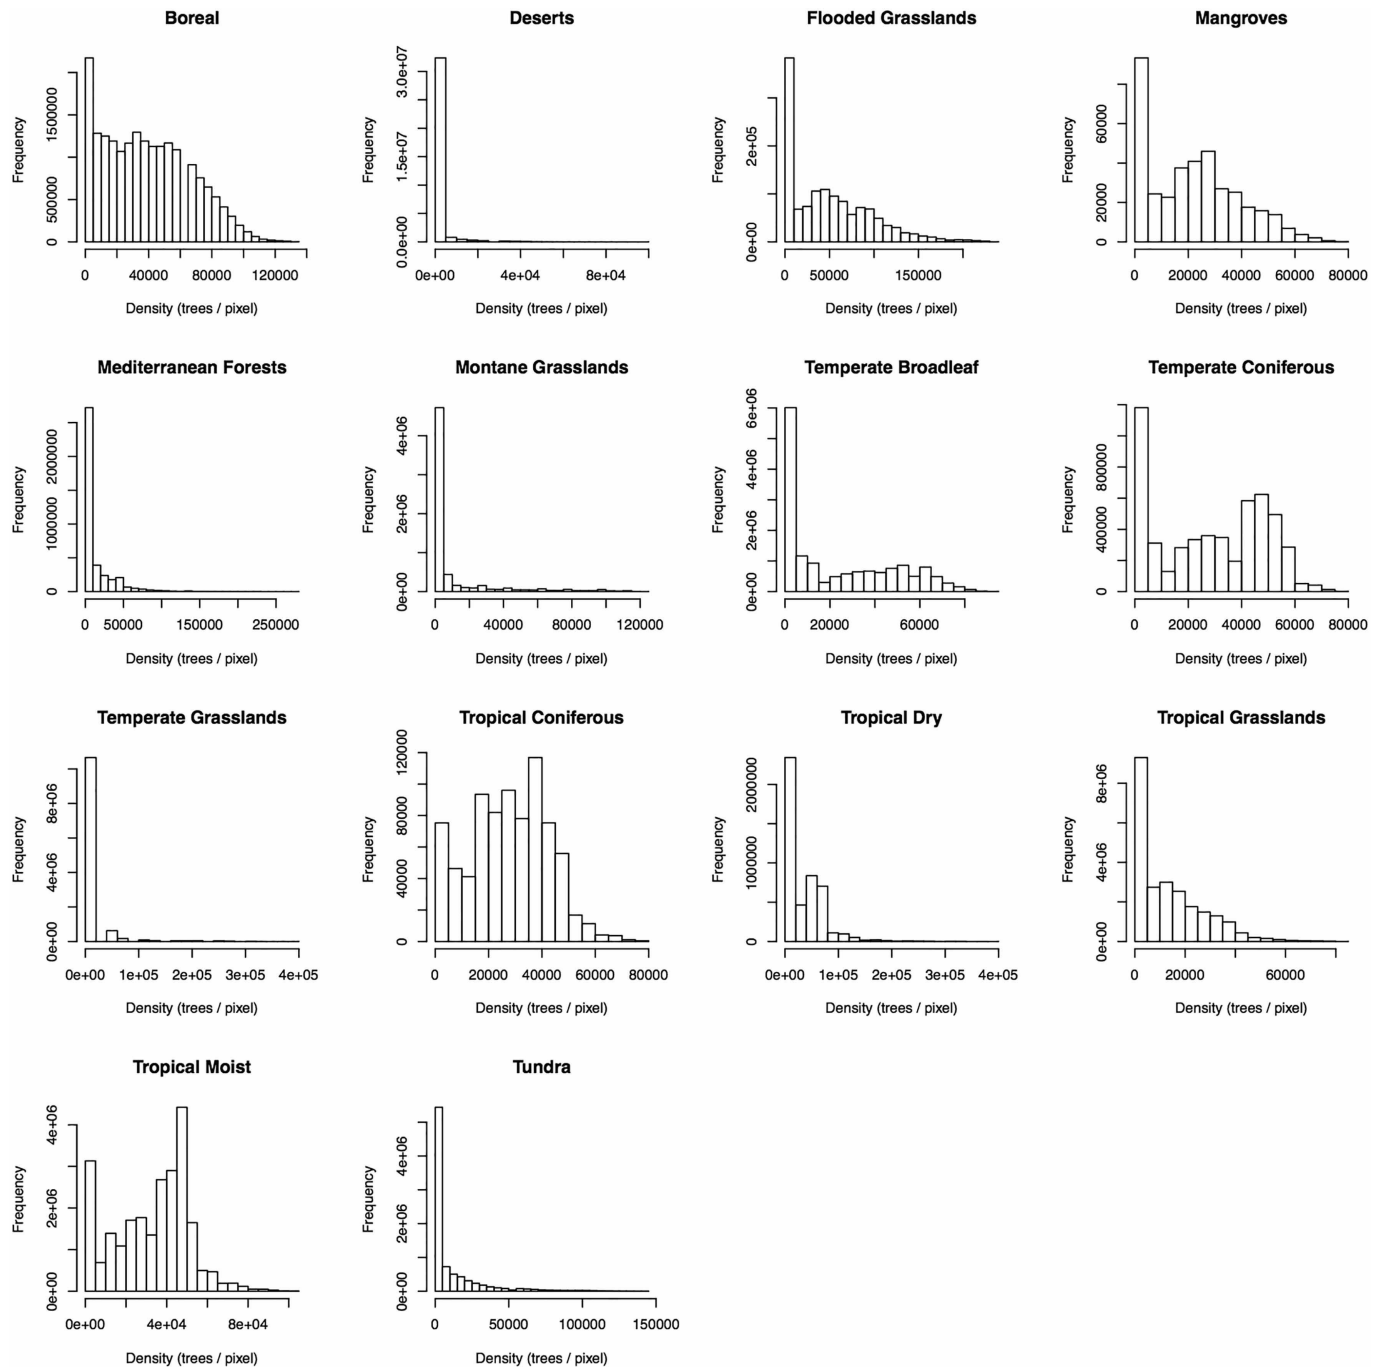 Boreal
Frequency
0 500000 1500000
0 40000 80000 120000
Density (trees / pixel)
Deserts
Frequency
0.0e+00 1.5e+07 3.0e+07
0e+00 4e+04 8e+04
Density (trees / pixel)
Flooded Grasslands
Frequency
0e+00 2e+05
0 50000 150000
Density (trees / pixel)
Mangroves
Frequency
0 20000 60000
0 20000 40000 60000 80000
Density (trees / pixel)
Mediterranean Forests
Frequency
0 1000000 2000000
0 50000 150000 250000
Density (trees / pixel)
Montane Grasslands
Frequency
0e+00 2e+06 4e+06
0 40000 80000 120000
Density (trees / pixel)
Temperate Broadleaf
Frequency
0e+00 2e+06 4e+06 6e+06
0 20000 60000
Density (trees / pixel)
Temperate Coniferous
Frequency
0 400000 800000
0 20000 40000 60000 80000
Density (trees / pixel)
Temperate Grasslands
Frequency
0e+00 4e+06 8e+06
0e+00 1e+05 2e+05 3e+05 4e+05
Density (trees / pixel)
Tropical Coniferous
Frequency
0 40000 80000 120000
0 20000 40000 60000 80000
Density (trees / pixel)
Tropical Dry
Frequency
0 1000000 2000000
0e+00 1e+05 2e+05 3e+05 4e+05
Density (trees / pixel)
Tropical Grasslands
Frequency
0e+00 4e+06 8e+06
0 20000 60000
Density (trees / pixel)
Tropical Moist
Frequency
0e+00 2e+06 4e+06
0e+00 4e+04 8e+04
Density (trees / pixel)
Tundra
Frequency
0e+00 2e+06 4e+06
0 50000 100000 150000
Density (trees / pixel)